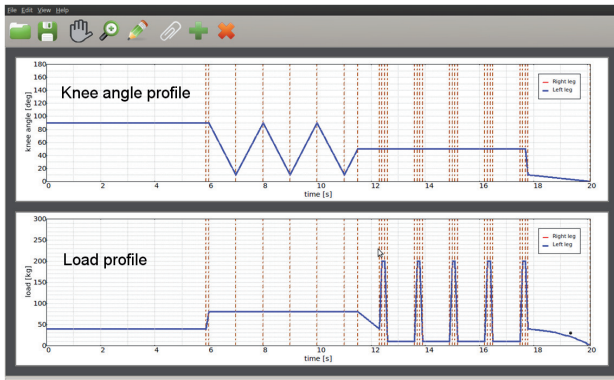 File Edit View Help
Knee angle profile
knee angle [deg]
180
160
140
120
100
80
60
40
20
0
Right leg
Left leg
0 2 4 6 8 10 12 14 16 18 20
time [s]
Load profile
load [kg]
300
250
200
150
100
50
0
Right leg
Left leg
0 2 4 6 8 10 12 14 16 18 20
time [s]